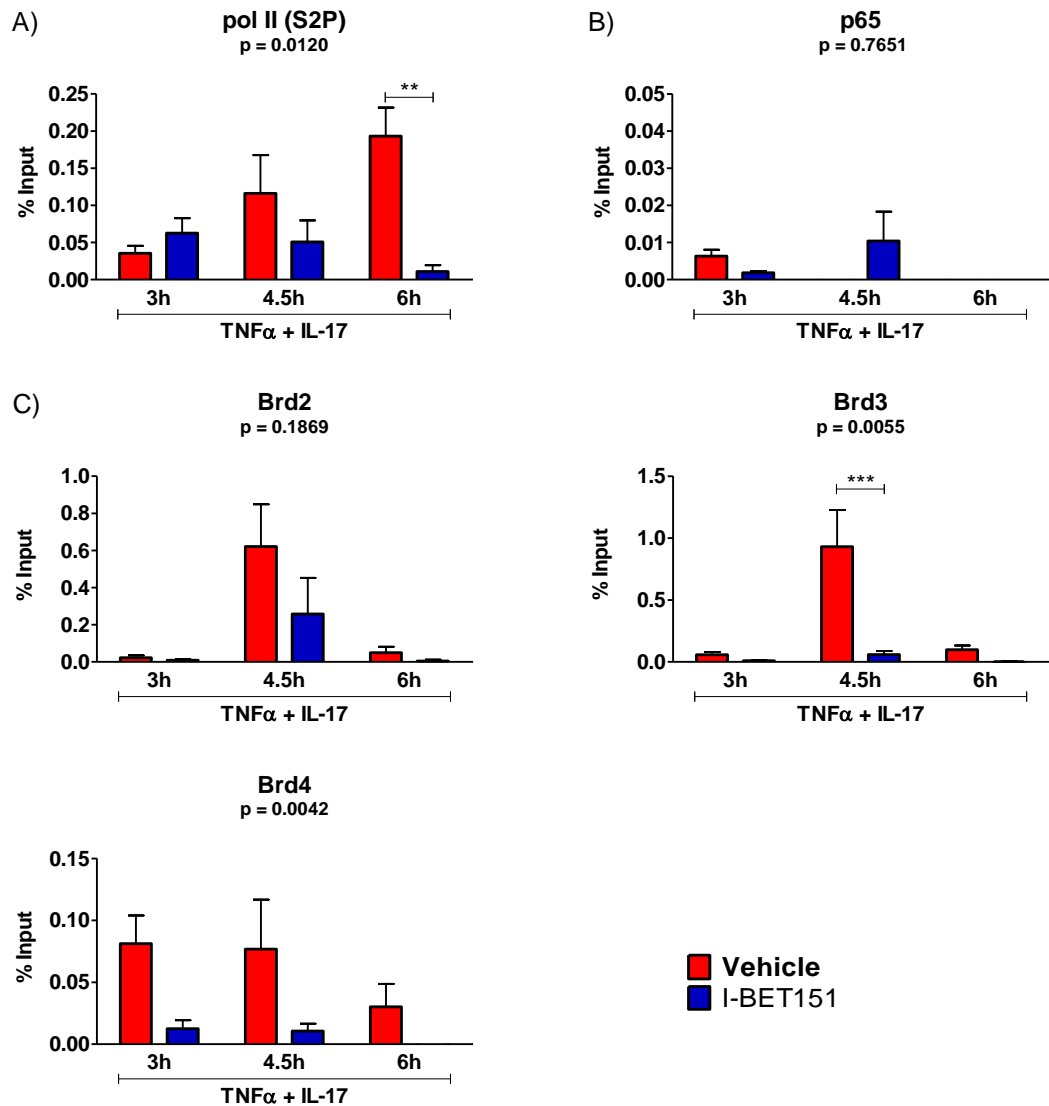 A)
pol II (S2P)
p = 0.0120
% Input
0.25
0.20
0.15
0.10
0.05
0.00
**
3h 4.5h 6h
TNFα + IL-17
B)
p65
p = 0.7651
% Input
0.05
0.04
0.03
0.02
0.01
0.00
3h 4.5h 6h
TNFα + IL-17
C)
Brd2
p = 0.1869
% Input
1.0
0.8
0.6
0.4
0.2
0.0
3h 4.5h 6h
TNFα + IL-17
Brd3
p = 0.0055
% Input
1.5
1.0
0.5
0.0
***
3h 4.5h 6h
TNFα + IL-17
Brd4
p = 0.0042
% Input
0.15
0.10
0.05
0.00
3h 4.5h 6h
TNFα + IL-17
Vehicle
I-BET151